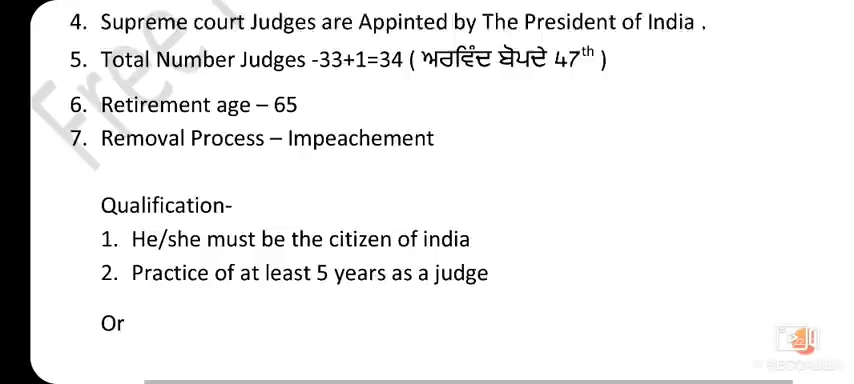 4. Supreme court Judges are Appinted by The President of India .
5. Total Number Judges -33+1=34 ( ਅਰਵਿੰਦ ਬੋਪਦੇ 47th )
6. Retirement age – 65
7. Removal Process – Impeachement
Qualification-
1. He/she must be the citizen of india
2. Practice of at least 5 years as a judge
Or
Free